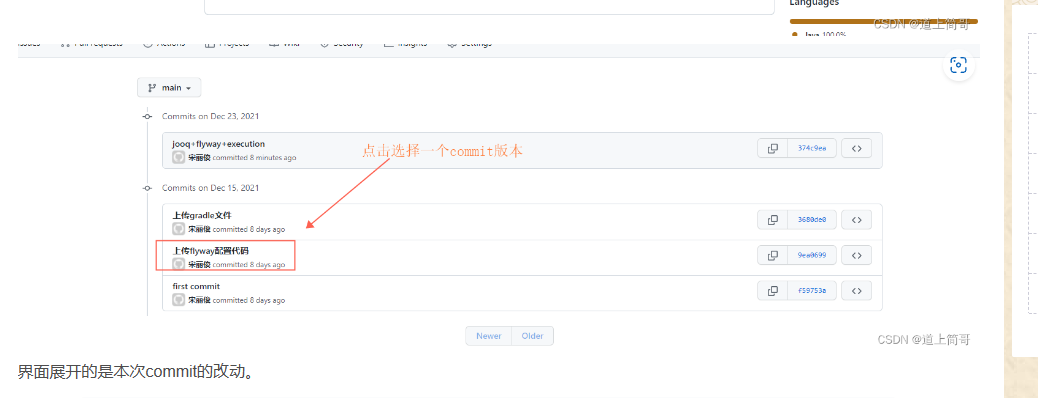 Languages
CSDN @道上简哥
Java 100.0%
Issues Pull requests Actions Projects Wiki Security Insights Settings
main
Commits on Dec 23, 2021
jooq+flyway+execution
宋丽俊 committed 8 minutes ago
374c9ea
点击选择一个commit版本
Commits on Dec 15, 2021
上传gradle文件
宋丽俊 committed 8 days ago
3680de0
上传flyway配置代码
宋丽俊 committed 8 days ago
9ea0699
first commit
宋丽俊 committed 8 days ago
f59753a
Newer Older
CSDN @道上简哥
界面展开的是本次commit的改动。